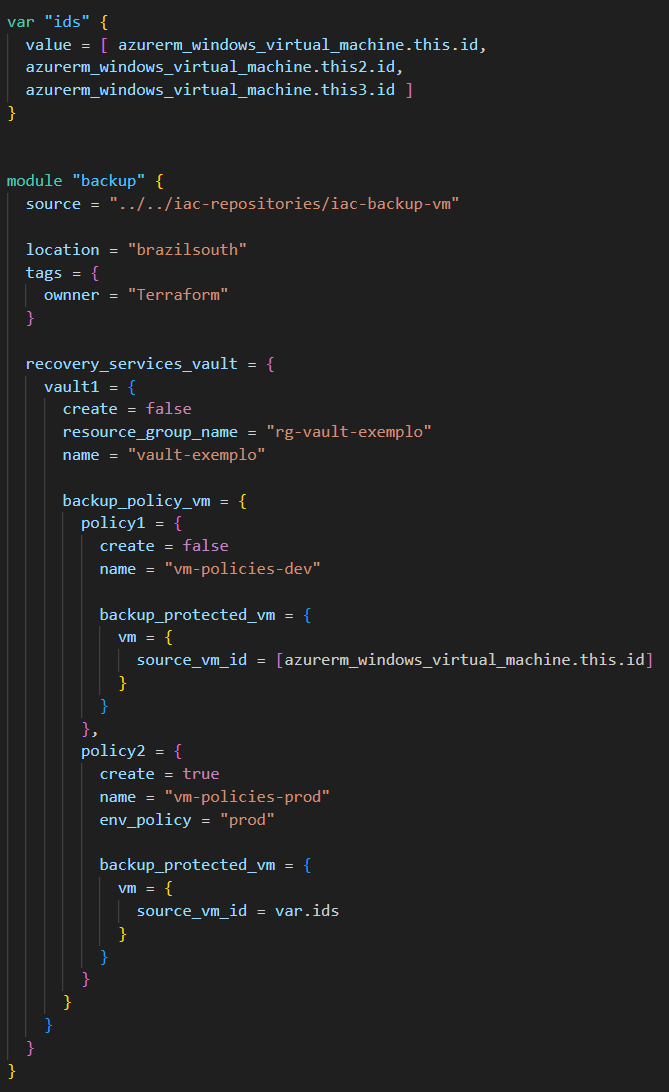 var "ids" {
  value = [ azurerm_windows_virtual_machine.this.id,
  azurerm_windows_virtual_machine.this2.id,
  azurerm_windows_virtual_machine.this3.id ]
}
module "backup" {
  source = "../../iac-repositories/iac-backup-vm"
  location = "brazilsouth"
  tags = {
    ownner = "Terraform"
  }
  recovery_services_vault = {
    vault1 = {
      create = false
      resource_group_name = "rg-vault-exemplo"
      name = "vault-exemplo"
      backup_policy_vm = {
        policy1 = {
          create = false
          name = "vm-policies-dev"
          backup_protected_vm = {
            vm = {
              source_vm_id = [azurerm_windows_virtual_machine.this.id]
            }
          }
        },
        policy2 = {
          create = true
          name = "vm-policies-prod"
          env_policy = "prod"
          backup_protected_vm = {
            vm = {
              source_vm_id = var.ids
            }
          }
        }
      }
    }
  }
}